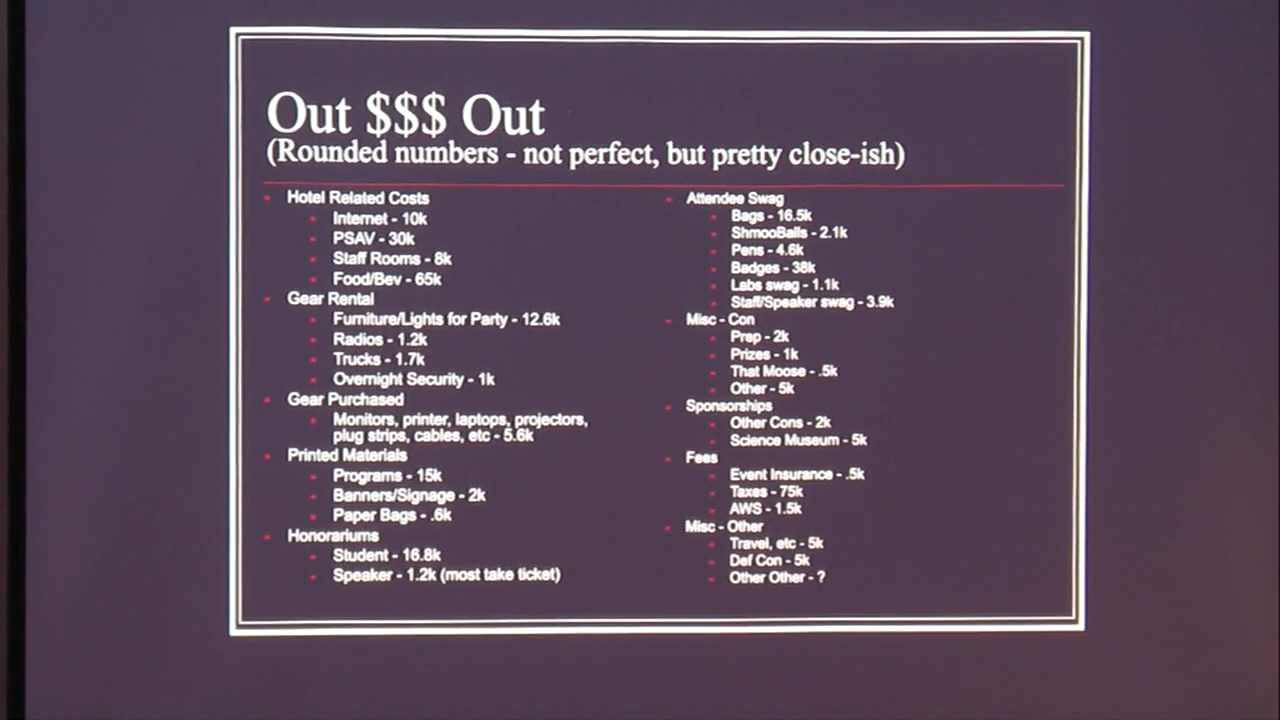 Out $$$ Out
(Rounded numbers - not perfect, but pretty close-ish)
Hotel Related Costs
Internet - 10k
PSAV - 30k
Staff Rooms - 8k
Food/Bev - 65k
Gear Rental
Furniture/Lights for Party - 12.6k
Radios - 1.2k
Trucks - 1.7k
Overnight Security - 1k
Gear Purchased
Monitors, printer, laptops, projectors,
plug strips, cables, etc - 5.6k
Printed Materials
Programs - 15k
Banners/Signage - 2k
Paper Bags - .6k
Honorariums
Student - 16.8k
Speaker - 1.2k (most take ticket)
Attendee Swag
Bags - 16.5k
ShmooBalls - 2.1k
Pens - 4.6k
Badges - 38k
Labs swag - 1.1k
Staff/Speaker swag - 3.9k
Misc - Con
Prep - 2k
Prizes - 1k
That Moose - .5k
Other - 5k
Sponsorships
Other Cons - 2k
Science Museum - 5k
Fees
Event Insurance - .5k
Taxes - 75k
AWS - 1.5k
Misc - Other
Travel, etc - 5k
Def Con - 5k
Other Other - ?